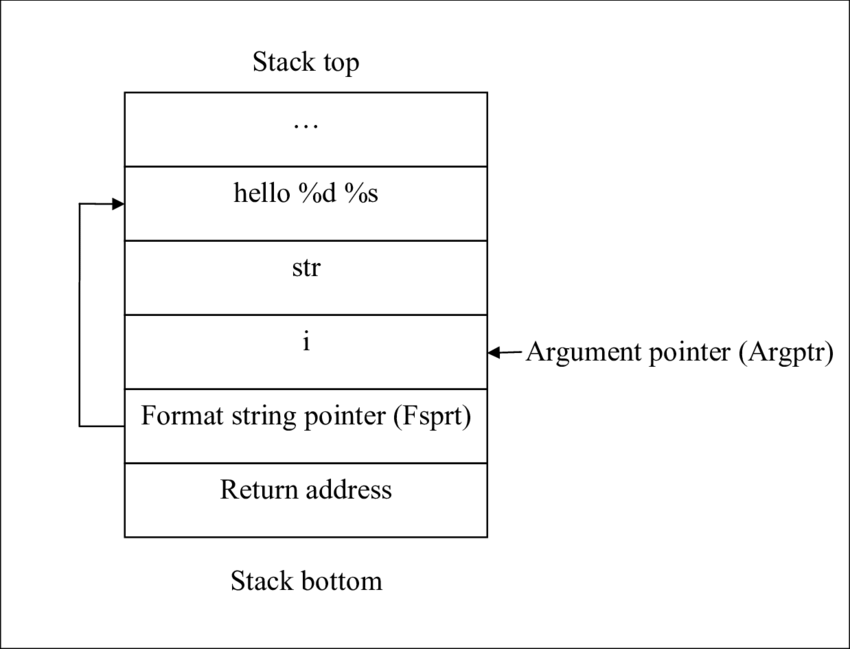 Stack top
…
hello %d %s
str
i
Argument pointer (Argptr)
Format string pointer (Fsprt)
Return address
Stack bottom